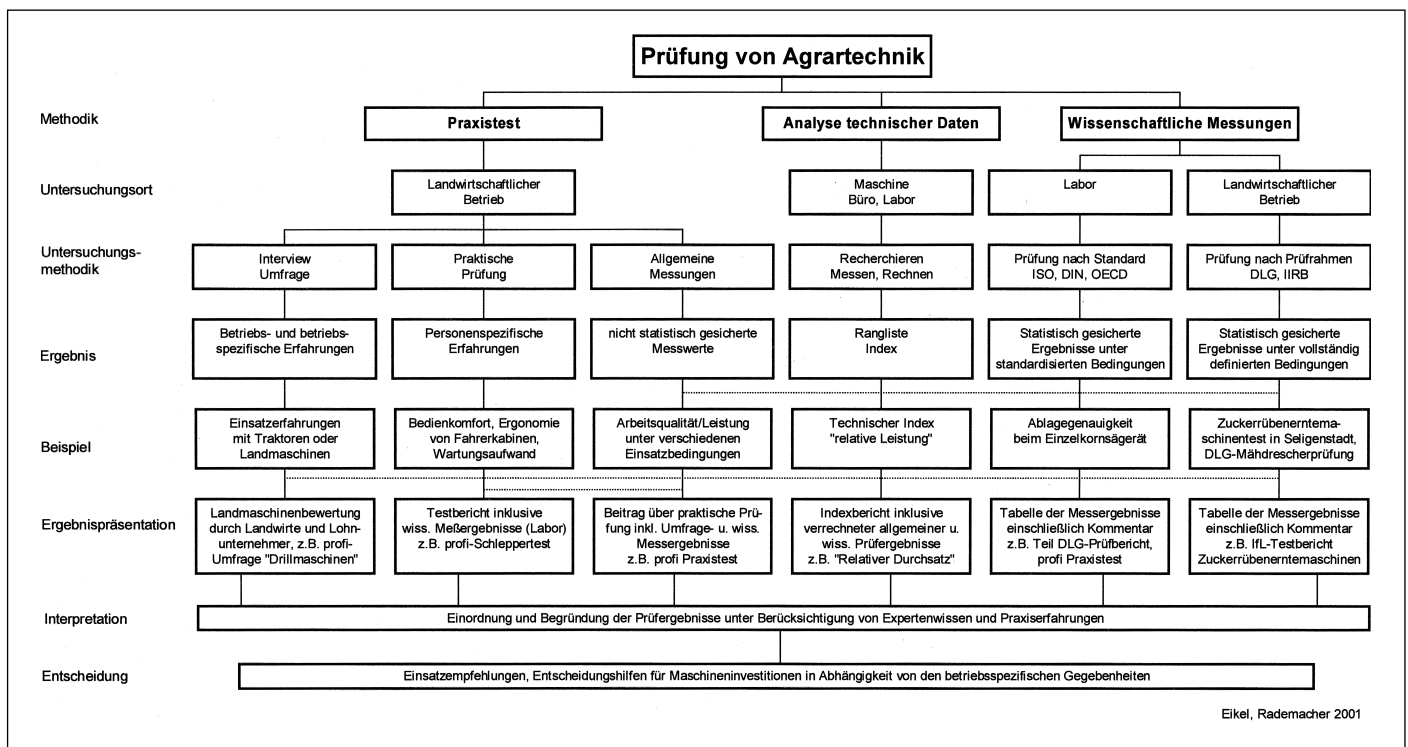 Prüfung von Agrartechnik
Methodik
Praxistest
Analyse technischer Daten
Wissenschaftliche Messungen
Untersuchungsort
Landwirtschaftlicher
Betrieb
Maschine
Büro, Labor
Labor
Landwirtschaftlicher
Betrieb
Untersuchungs-
methodik
Interview
Umfrage
Praktische
Prüfung
Allgemeine
Messungen
Recherchieren
Messen, Rechnen
Prüfung nach Standard
ISO, DIN, OECD
Prüfung nach Prüfrahmen
DLG, IIRB
Ergebnis
Betriebs- und betriebs-
spezifische Erfahrungen
Personenspezifische
Erfahrungen
nicht statistisch gesicherte
Messwerte
Rangliste
Index
Statistisch gesicherte
Ergebnisse unter
standardisierten Bedingungen
Statistisch gesicherte
Ergebnisse unter vollständig
definierten Bedingungen
Beispiel
Einsatzerfahrungen
mit Traktoren oder
Landmaschinen
Bedienkomfort, Ergonomie
von Fahrerkabinen,
Wartungsaufwand
Arbeitsqualität/Leistung
unter verschiedenen
Einsatzbedingungen
Technischer Index
"relative Leistung"
Ablagegenauigkeit
beim Einzelkornsägerät
Zuckerrübenerntema-
schinentest in Seligenstadt,
DLG-Mähdrescherprüfung
Ergebnispräsentation
Landmaschinenbewertung
durch Landwirte und Lohn-
unternehmer, z.B. profi-
Umfrage "Drillmaschinen"
Testbericht inklusive
wiss. Meßergebnisse (Labor)
z.B. profi-Schleppertest
Beitrag über praktische Prü-
fung inkl. Umfrage- u. wiss.
Messergebnisse
z.B. profi Praxistest
Indexbericht inklusive
verrechneter allgemeiner u.
wiss. Prüfergebnisse
z.B. "Relativer Durchsatz"
Tabelle der Messergebnisse
einschließlich Kommentar
z.B. Teil DLG-Prüfbericht,
profi Praxistest
Tabelle der Messergebnisse
einschließlich Kommentar
z.B. IfL-Testbericht
Zuckerrübenerntemaschinen
Interpretation
Einordnung und Begründung der Prüfergebnisse unter Berücksichtigung von Expertenwissen und Praxiserfahrungen
Entscheidung
Einsatzempfehlungen, Entscheidungshilfen für Maschineninvestitionen in Abhängigkeit von den betriebsspezifischen Gegebenheiten
Eikel, Rademacher 2001